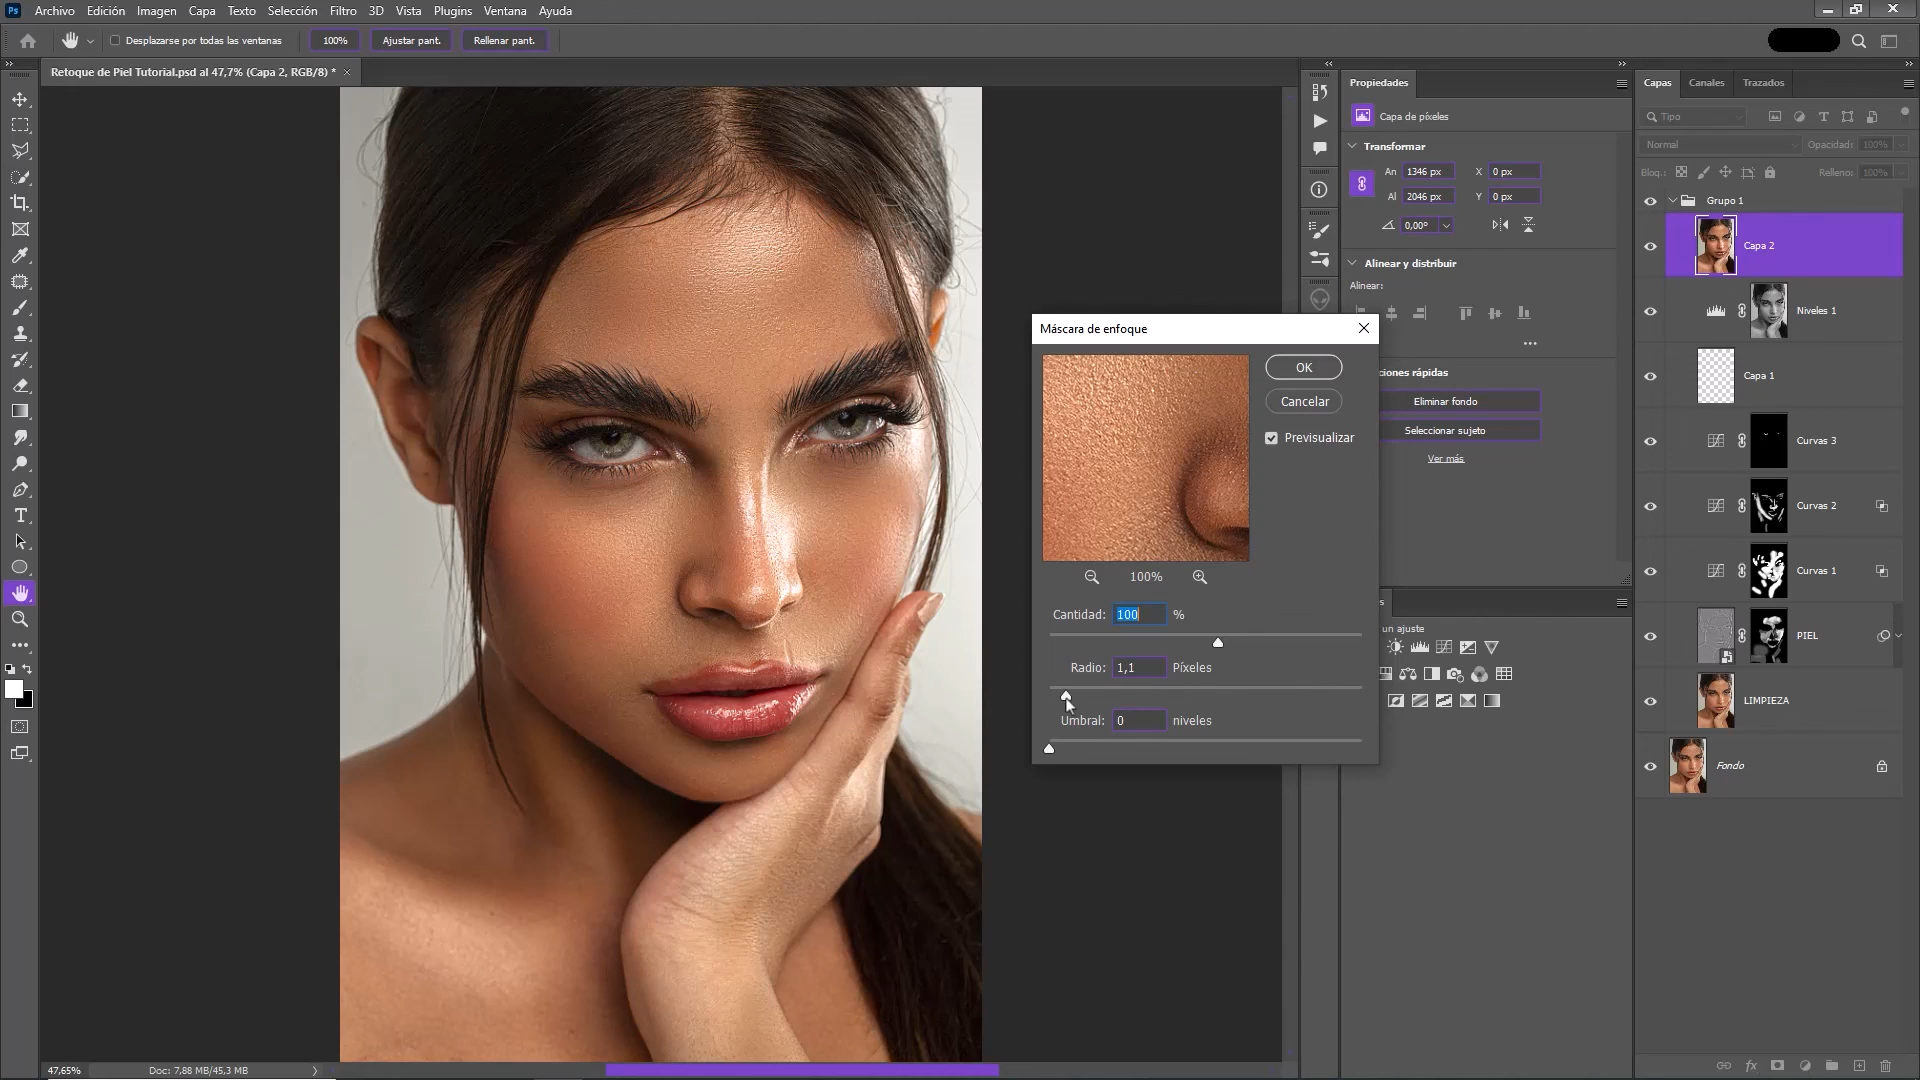 Ps Archivo Edición Imagen Capa Texto Selección Filtro 3D Vista Plugins Ventana Ayuda
Desplazarse por todas las ventanas 100% Ajustar pant. Rellenar pant.
Retoque de Piel Tutorial.psd al 47,7% (Capa 2, RGB/8) *
Propiedades
Capa de píxeles
Transformar
An 1346 px X 0 px
Al 2046 px Y 0 px
0,00°
Alinear y distribuir
Alinear:
ciones rápidas
Eliminar fondo
Seleccionar sujeto
Ver más
s
un ajuste
Máscara de enfoque
OK
Cancelar
Previsualizar
100%
Cantidad: 100 %
Radio: 1,1 Píxeles
Umbral: 0 niveles
Capas Canales Trazados
Tipo
Normal Opacidad: 100%
Bloq.: Relleno: 100%
Grupo 1
Capa 2
Niveles 1
Capa 1
Curvas 3
Curvas 2
Curvas 1
PIEL
LIMPIEZA
Fondo
fx
47,65% Doc: 7,88 MB/45,3 MB